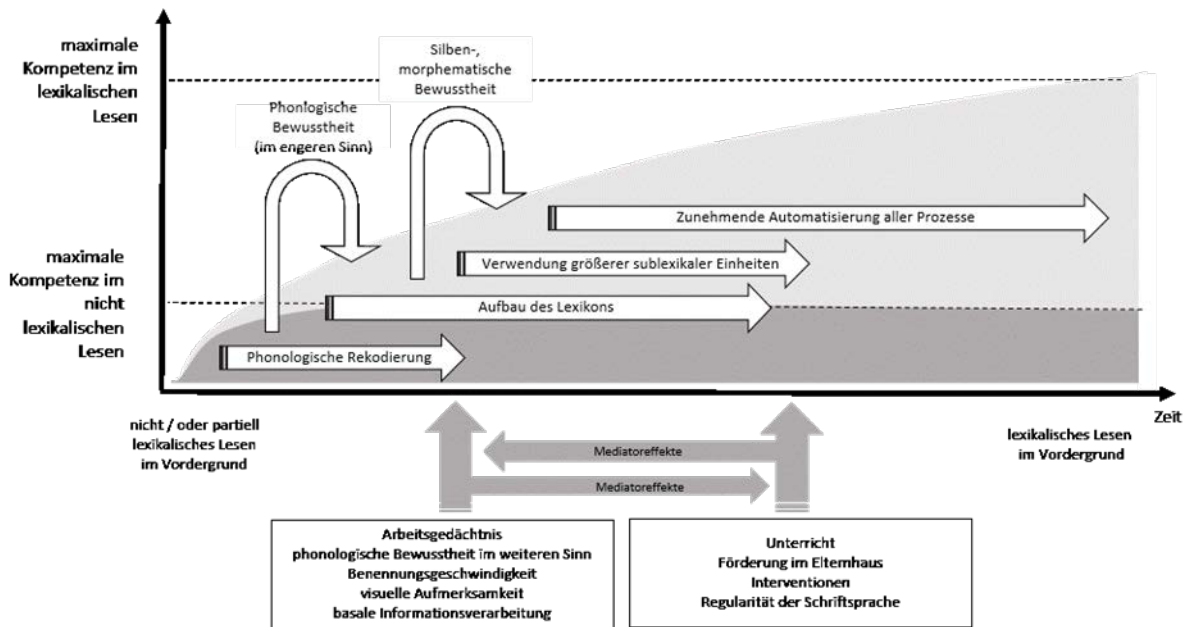 maximale
Kompetenz im
lexikalischen
Lesen
Silben-,
morphematische
Bewusstheit
Phonlogische
Bewusstheit
(im engeren Sinn)
maximale
Kompetenz im
nicht
lexikalischen
Lesen
Zunehmende Automatisierung aller Prozesse
Verwendung größerer sublexikaler Einheiten
Aufbau des Lexikons
Phonologische Rekodierung
Zeit
nicht / oder partiell
lexikalisches Lesen
im Vordergrund
lexikalisches Lesen
im Vordergrund
Mediatoreffekte
Mediatoreffekte
Arbeitsgedächtnis
phonologische Bewusstheit im weiteren Sinn
Benennungsgeschwindigkeit
visuelle Aufmerksamkeit
basale Informationsverarbeitung
Unterricht
Förderung im Elternhaus
Interventionen
Regularität der Schriftsprache